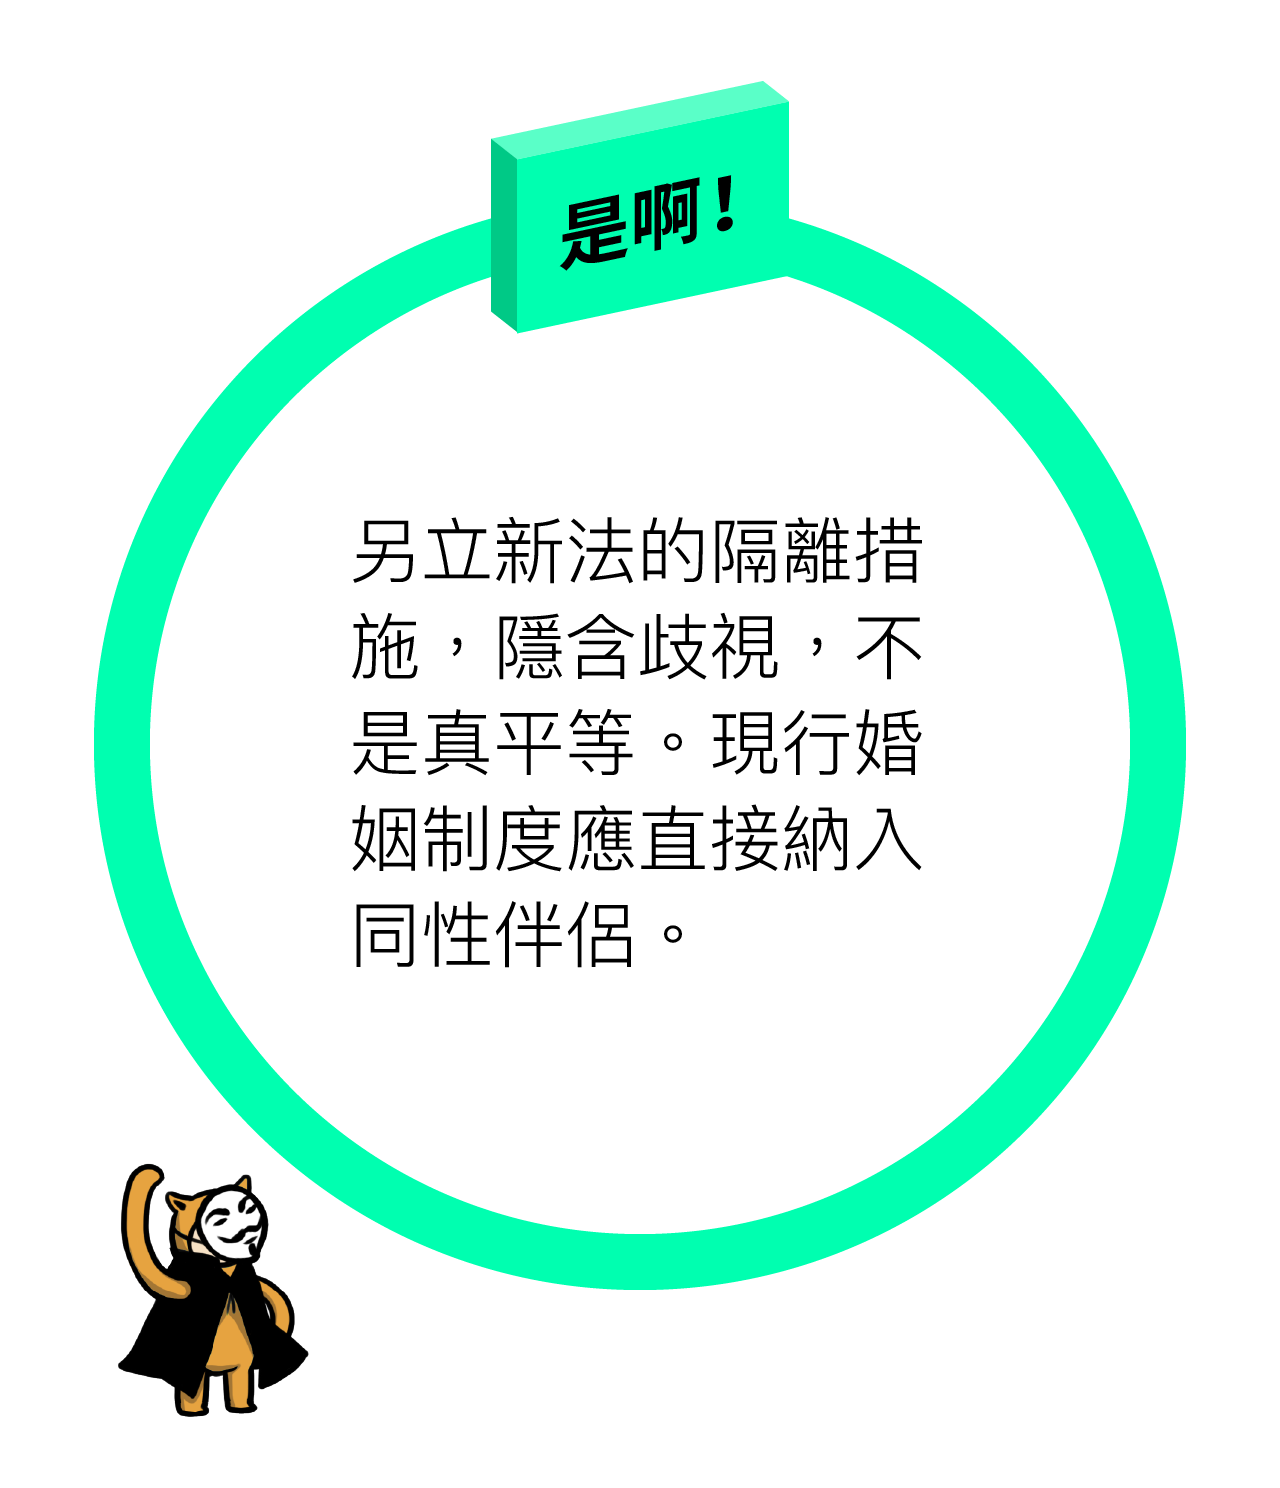 是啊！
另立新法的隔離措
施，隱含歧視，不
是真平等。現行婚
姻制度應直接納入
同性伴侶。